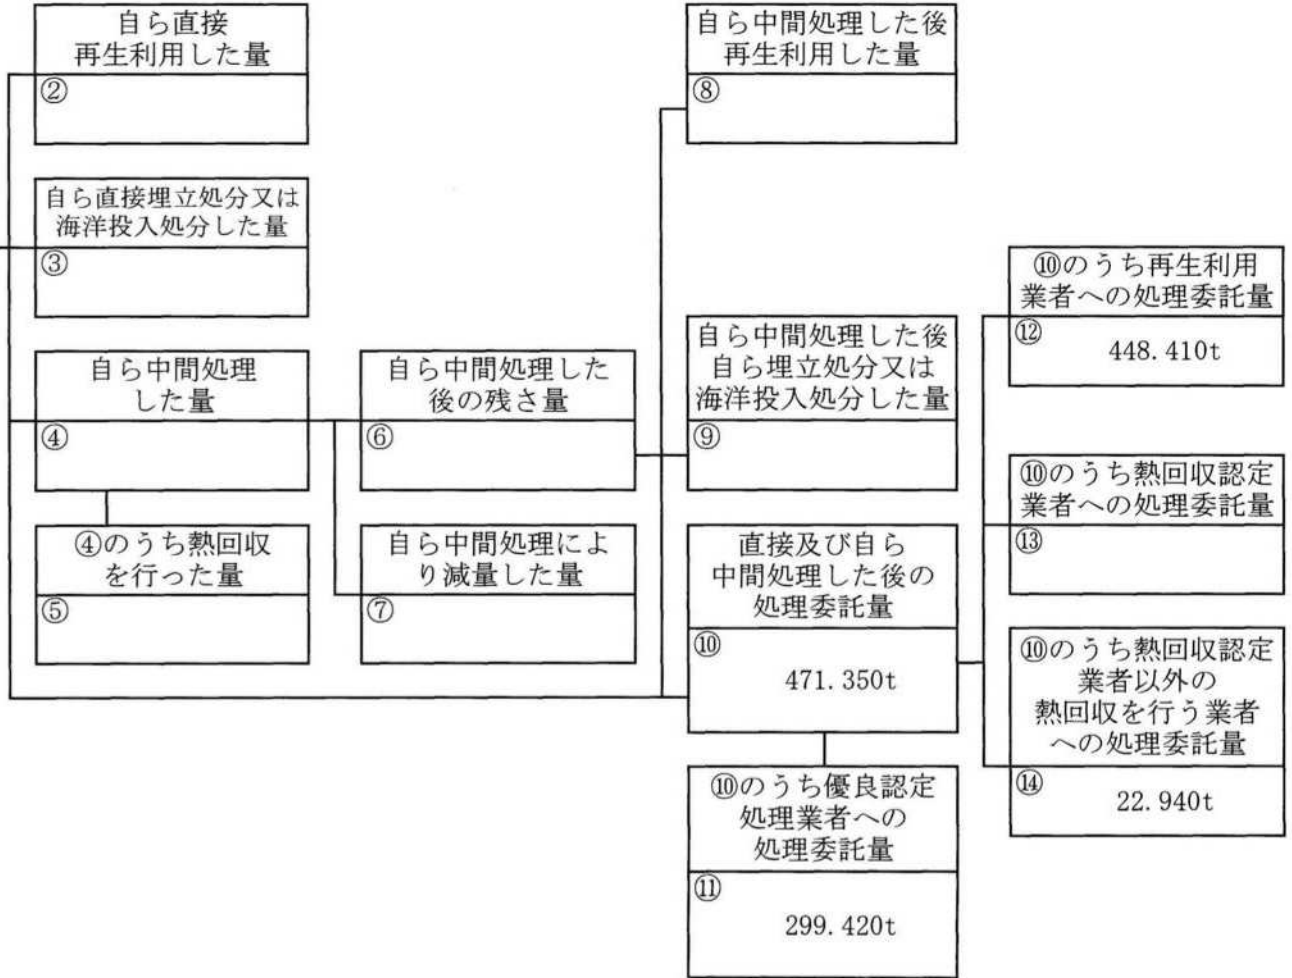 自ら直接
再生利用した量
②
自ら直接埋立処分又は
海洋投入処分した量
③
自ら中間処理
した量
④
④のうち熱回収
を行った量
⑤
自ら中間処理した
後の残さ量
⑥
自ら中間処理によ
り減量した量
⑦
自ら中間処理した後
再生利用した量
⑧
自ら中間処理した後
自ら埋立処分又は
海洋投入処分した量
⑨
直接及び自ら
中間処理した後の
処理委託量
⑩
471.350t
⑩のうち優良認定
処理業者への
処理委託量
⑪
299.420t
⑩のうち再生利用
業者への処理委託量
⑫
448.410t
⑩のうち熱回収認定
業者への処理委託量
⑬
⑩のうち熱回収認定
業者以外の
熱回収を行う業者
への処理委託量
⑭
22.940t